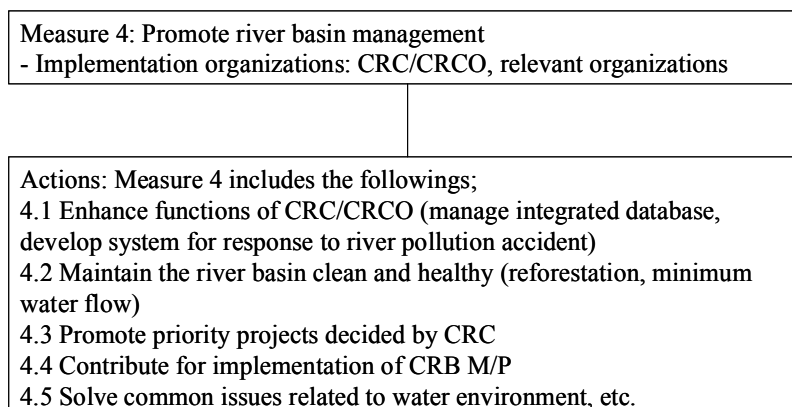 Measure 4: Promote river basin management
- Implementation organizations: CRC/CRCO, relevant organizations
Actions: Measure 4 includes the followings;
4.1 Enhance functions of CRC/CRCO (manage integrated database,
develop system for response to river pollution accident)
4.2 Maintain the river basin clean and healthy (reforestation, minimum
water flow)
4.3 Promote priority projects decided by CRC
4.4 Contribute for implementation of CRB M/P
4.5 Solve common issues related to water environment, etc.